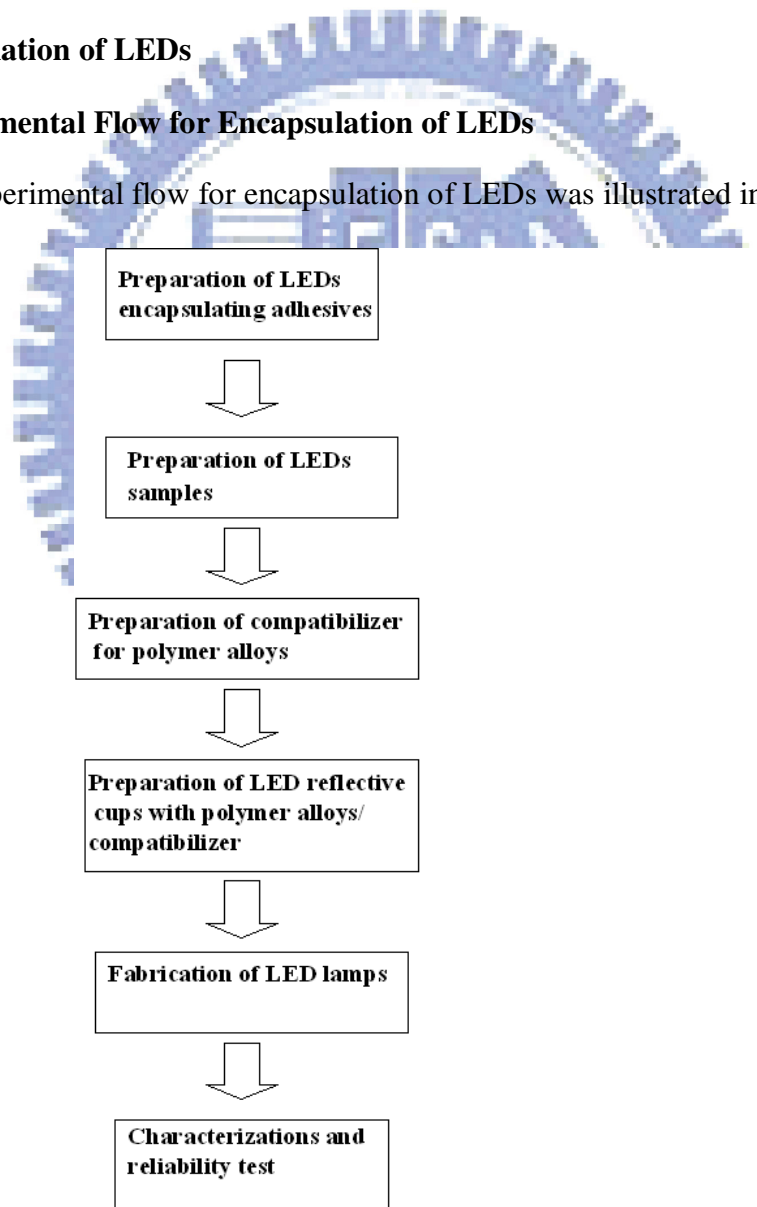 ation of LEDs
mental Flow for Encapsulation of LEDs
perimental flow for encapsulation of LEDs was illustrated in
Preparation of LEDs
encapsulating adhesives
Preparation of LEDs
samples
Preparation of compatibilizer
for polymer alloys
Preparation of LED reflective
cups with polymer alloys/
compatibilizer
Fabrication of LED lamps
Characterizations and
reliability test